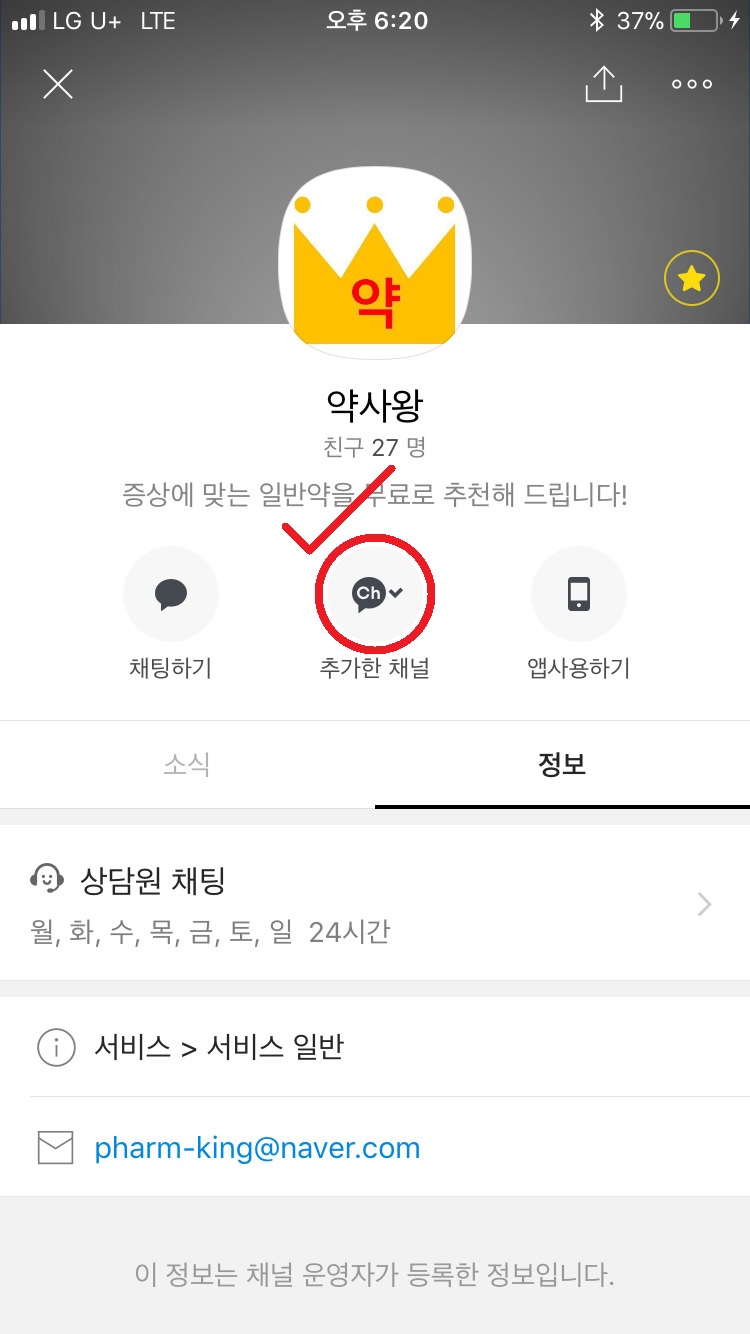 LG U+ LTE 오후 6:20 37%
약
약사왕
친구 27 명
증상에 맞는 일반약을 무료로 추천해 드립니다!
Ch
채팅하기 추가한 채널 앱사용하기
소식 정보
상담원 채팅
월, 화, 수, 목, 금, 토, 일 24시간
서비스 > 서비스 일반
pharm-king@naver.com
이 정보는 채널 운영자가 등록한 정보입니다.